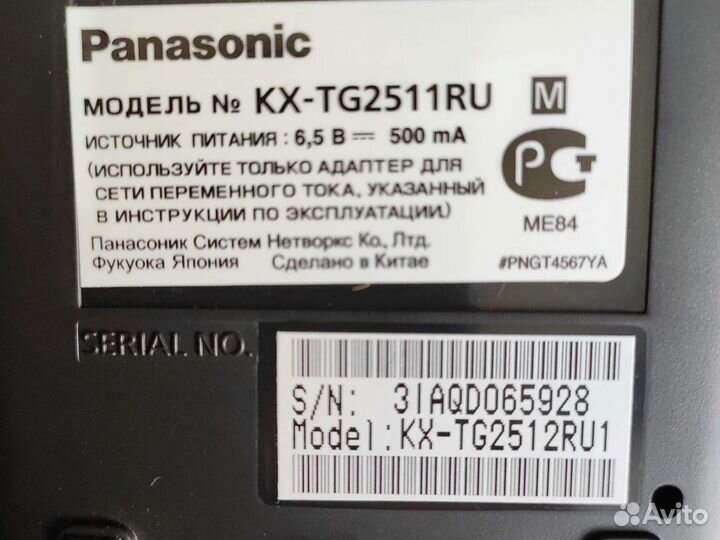 Panasonic
МОДЕЛЬ № KX-TG2511RU M
ИСТОЧНИК ПИТАНИЯ : 6,5 В ⎓ 500 mA
(ИСПОЛЬЗУЙТЕ ТОЛЬКО АДАПТЕР ДЛЯ
СЕТИ ПЕРЕМЕННОГО ТОКА, УКАЗАННЫЙ
В ИНСТРУКЦИИ ПО ЭКСПЛУАТАЦИИ)
РСТ
ME84
Панасоник Систем Нетворкс Ко., Лтд.
Фукуока Япония Сделано в Китае
#PNGT4567YA
SERIAL NO.
S/N: 3IAQD065928
Model:KX-TG2512RU1
Avito